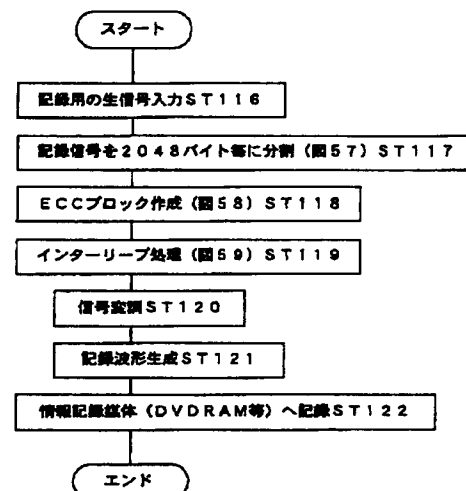 スタート
記録用の生信号入力ST116
記録信号を2048バイト毎に分割(図57)ST117
ECCブロック作成(図58)ST118
インターリーブ処理(図59)ST119
信号変調ST120
記録波形生成ST121
情報記録媒体(DVDRAM等)へ記録ST122
エンド